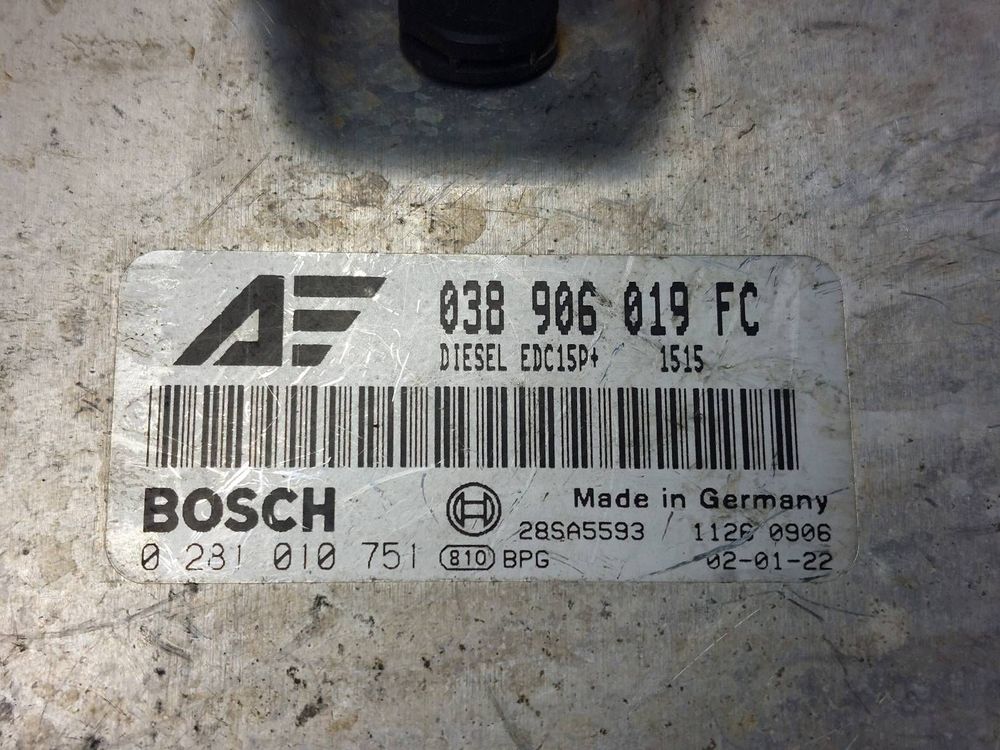 AE
038 906 019 FC
DIESEL EDC15P+ 1515
BOSCH
Made in Germany
28SA5593 1126 0906
0 281 010 751 810 BPG 02-01-22